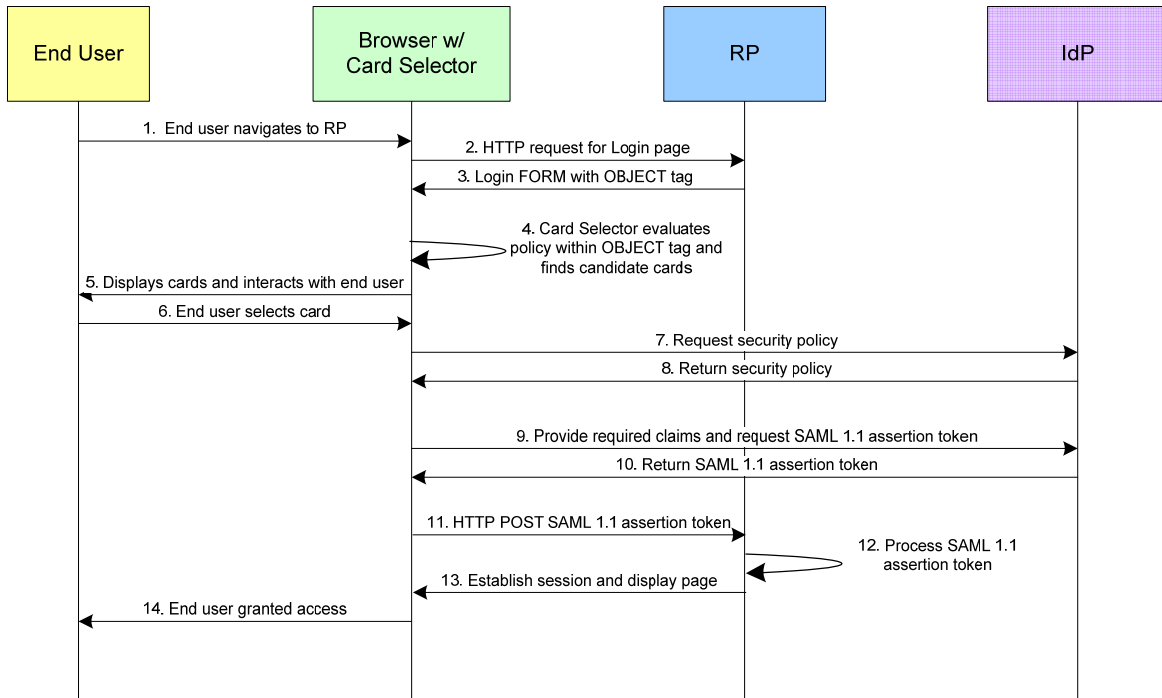 End User
Browser w/
Card Selector
RP
IdP
1. End user navigates to RP
2. HTTP request for Login page
3. Login FORM with OBJECT tag
4. Card Selector evaluates
policy within OBJECT tag and
finds candidate cards
5. Displays cards and interacts with end user
6. End user selects card
7. Request security policy
8. Return security policy
9. Provide required claims and request SAML 1.1 assertion token
10. Return SAML 1.1 assertion token
11. HTTP POST SAML 1.1 assertion token
12. Process SAML 1.1
assertion token
13. Establish session and display page
14. End user granted access